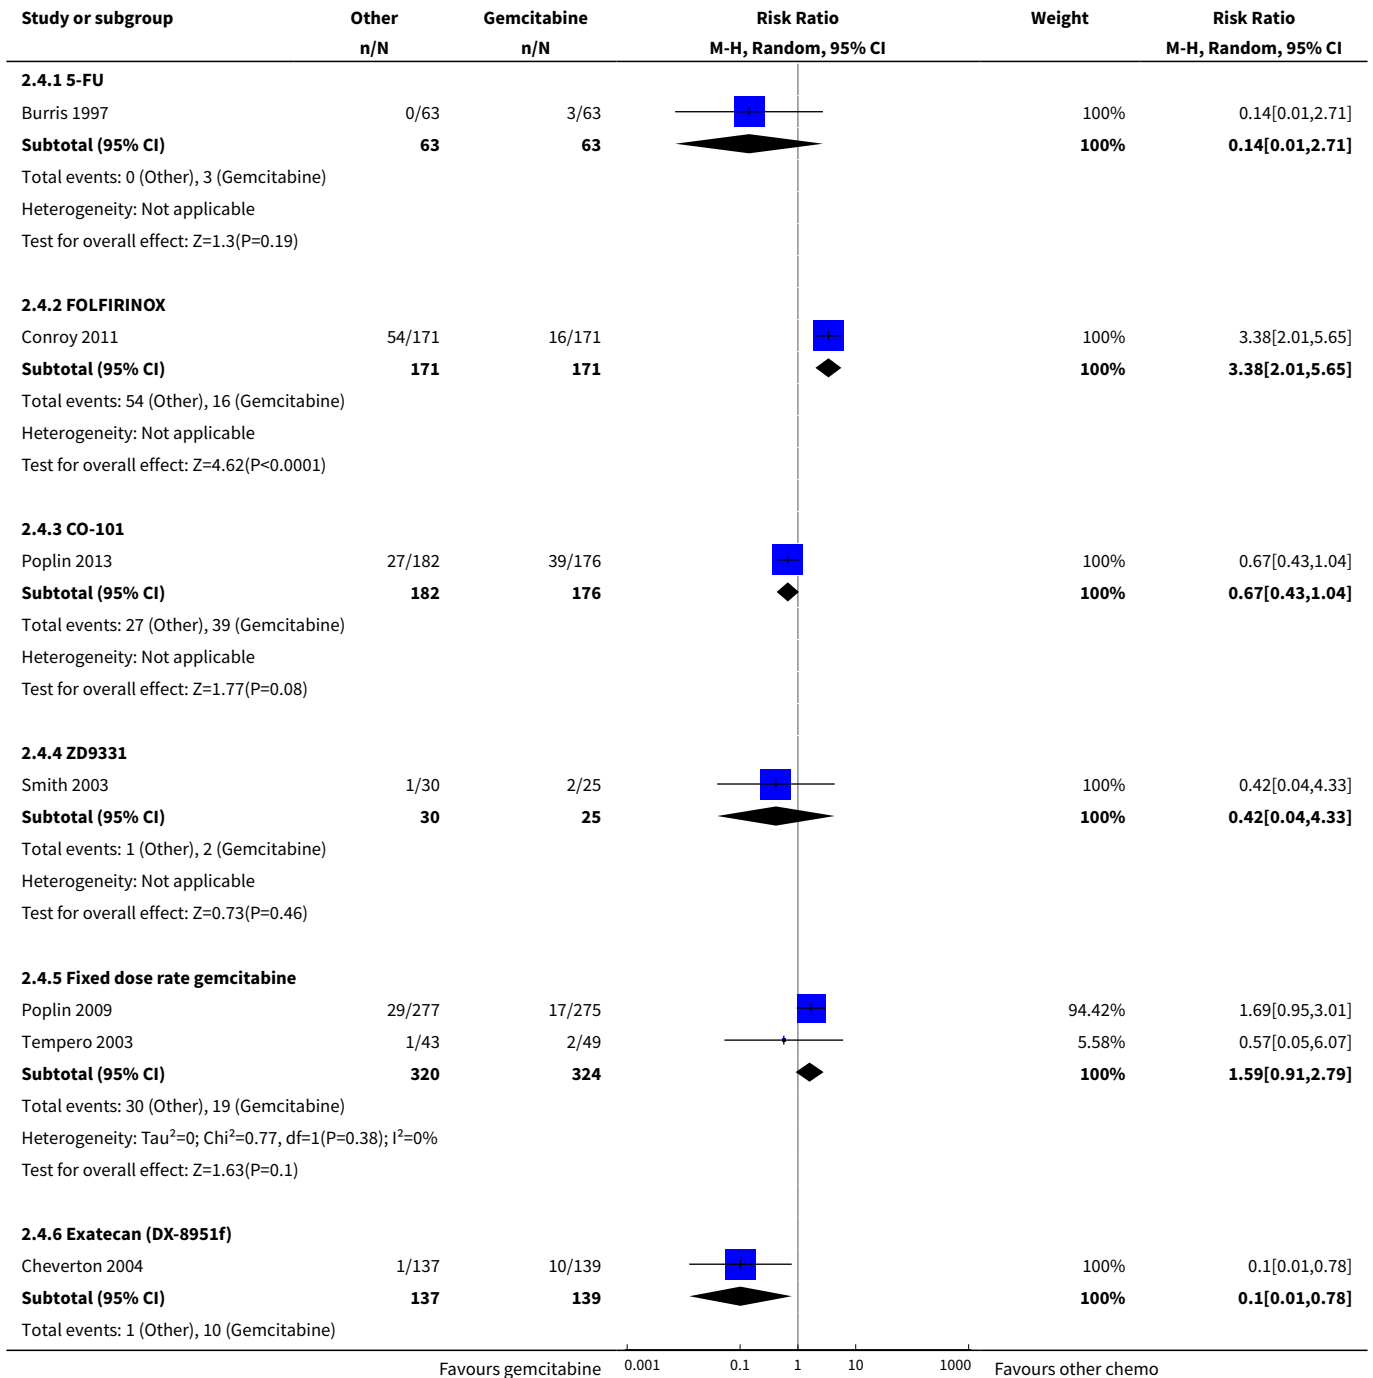 Study or subgroup Other Gemcitabine Risk Ratio Weight Risk Ratio
n/N n/N M-H, Random, 95% CI M-H, Random, 95% CI
2.4.1 5-FU
Burris 1997 0/63 3/63 100% 0.14[0.01,2.71]
Subtotal (95% CI) 63 63 100% 0.14[0.01,2.71]
Total events: 0 (Other), 3 (Gemcitabine)
Heterogeneity: Not applicable
Test for overall effect: Z=1.3(P=0.19)
2.4.2 FOLFIRINOX
Conroy 2011 54/171 16/171 100% 3.38[2.01,5.65]
Subtotal (95% CI) 171 171 100% 3.38[2.01,5.65]
Total events: 54 (Other), 16 (Gemcitabine)
Heterogeneity: Not applicable
Test for overall effect: Z=4.62(P<0.0001)
2.4.3 CO-101
Poplin 2013 27/182 39/176 100% 0.67[0.43,1.04]
Subtotal (95% CI) 182 176 100% 0.67[0.43,1.04]
Total events: 27 (Other), 39 (Gemcitabine)
Heterogeneity: Not applicable
Test for overall effect: Z=1.77(P=0.08)
2.4.4 ZD9331
Smith 2003 1/30 2/25 100% 0.42[0.04,4.33]
Subtotal (95% CI) 30 25 100% 0.42[0.04,4.33]
Total events: 1 (Other), 2 (Gemcitabine)
Heterogeneity: Not applicable
Test for overall effect: Z=0.73(P=0.46)
2.4.5 Fixed dose rate gemcitabine
Poplin 2009 29/277 17/275 94.42% 1.69[0.95,3.01]
Tempero 2003 1/43 2/49 5.58% 0.57[0.05,6.07]
Subtotal (95% CI) 320 324 100% 1.59[0.91,2.79]
Total events: 30 (Other), 19 (Gemcitabine)
Heterogeneity: Tau²=0; Chi²=0.77, df=1(P=0.38); I²=0%
Test for overall effect: Z=1.63(P=0.1)
2.4.6 Exatecan (DX-8951f)
Cheverton 2004 1/137 10/139 100% 0.1[0.01,0.78]
Subtotal (95% CI) 137 139 100% 0.1[0.01,0.78]
Total events: 1 (Other), 10 (Gemcitabine)
Favours gemcitabine 0.001 0.1 1 10 1000 Favours other chemo